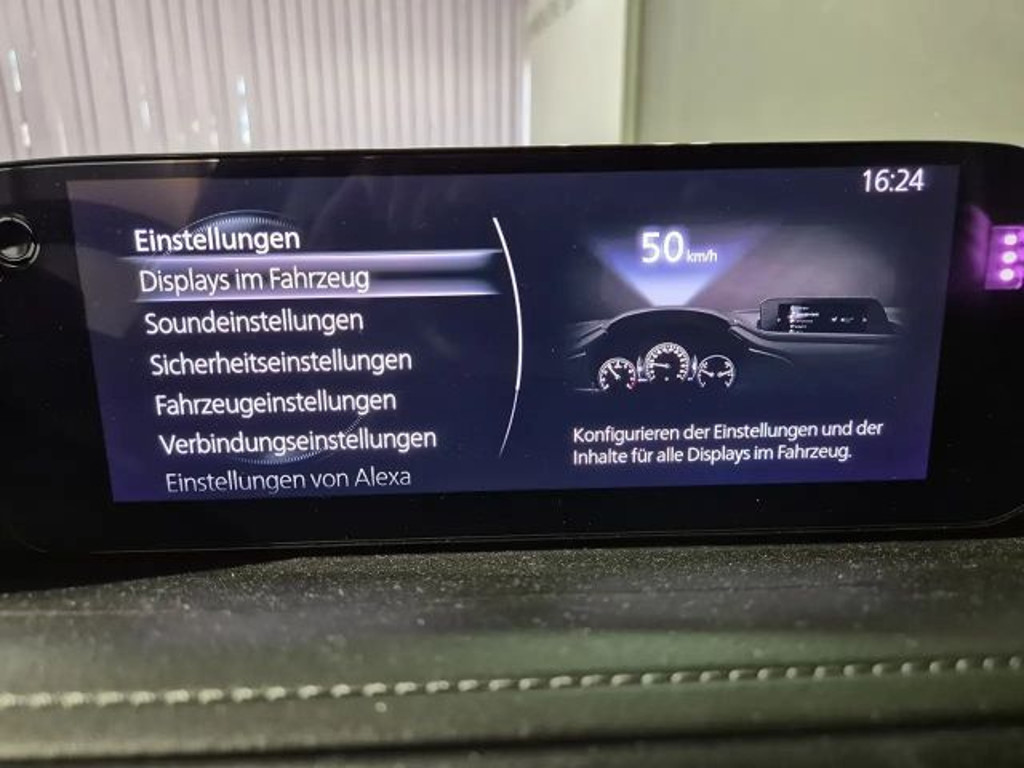 16:24
Einstellungen
Displays im Fahrzeug
Soundeinstellungen
Sicherheitseinstellungen
Fahrzeugeinstellungen
Verbindungseinstellungen
Einstellungen von Alexa
50 km/h
Konfigurieren der Einstellungen und der
Inhalte für alle Displays im Fahrzeug.